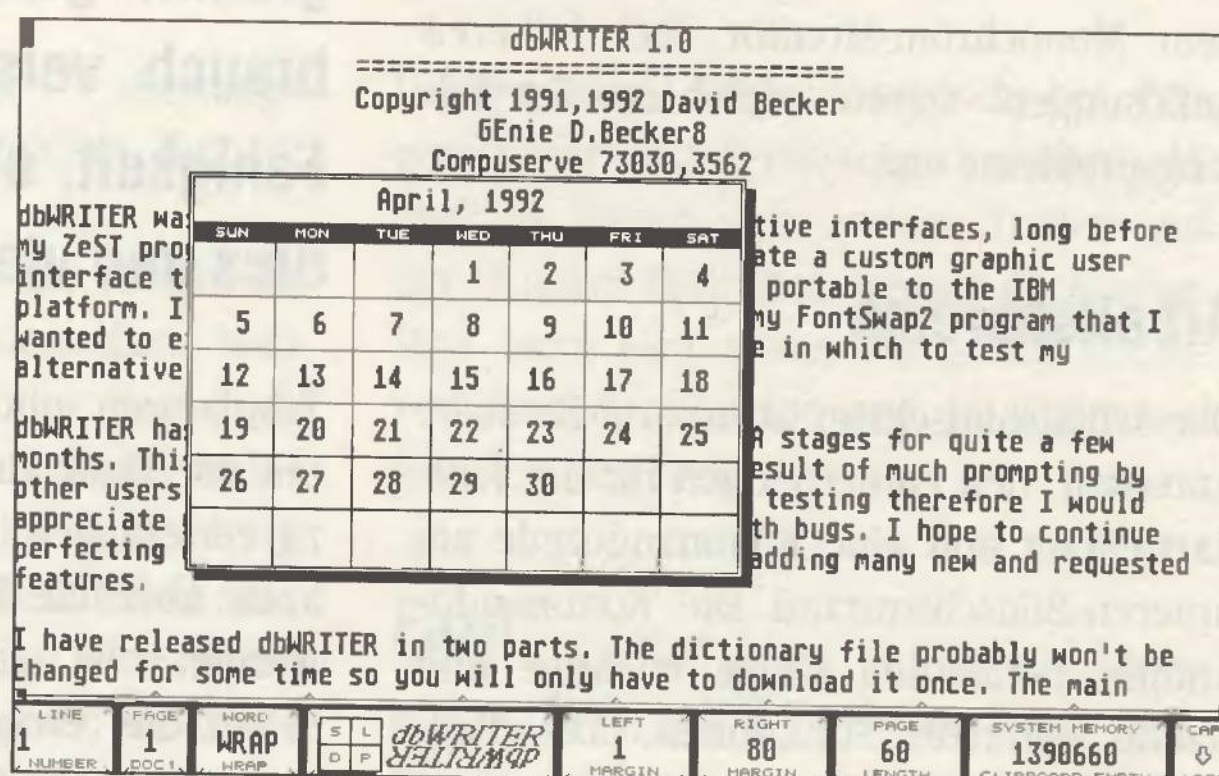 dbWRITER 1.0
================================
Copyright 1991,1992 David Becker
GEnie D.Becker8
Compuserve 73030,3562
dbWRITER was
my ZeST prog
interface t
platform. I
wanted to e
alternative
dbWRITER has
months. This
other users
appreciate
perfecting
features.
April, 1992
SUN MON TUE WED THU FRI SAT
1 2 3 4
5 6 7 8 9 10 11
12 13 14 15 16 17 18
19 20 21 22 23 24 25
26 27 28 29 30
tive interfaces, long before
ate a custom graphic user
portable to the IBM
my FontSwap2 program that I
e in which to test my
A stages for quite a few
esult of much prompting by
testing therefore I would
th bugs. I hope to continue
adding many new and requested
I have released dbWRITER in two parts. The dictionary file probably won't be
changed for some time so you will only have to download it once. The main
LINE 1 NUMBER
PAGE 1 DOC1
WORD WRAP WRAP
S L D P
dbWRITER
dbWRITER
LEFT 1 MARGIN
RIGHT 80 MARGIN
PAGE 60 LENGTH
SYSTEM MEMORY 1390660
CAP